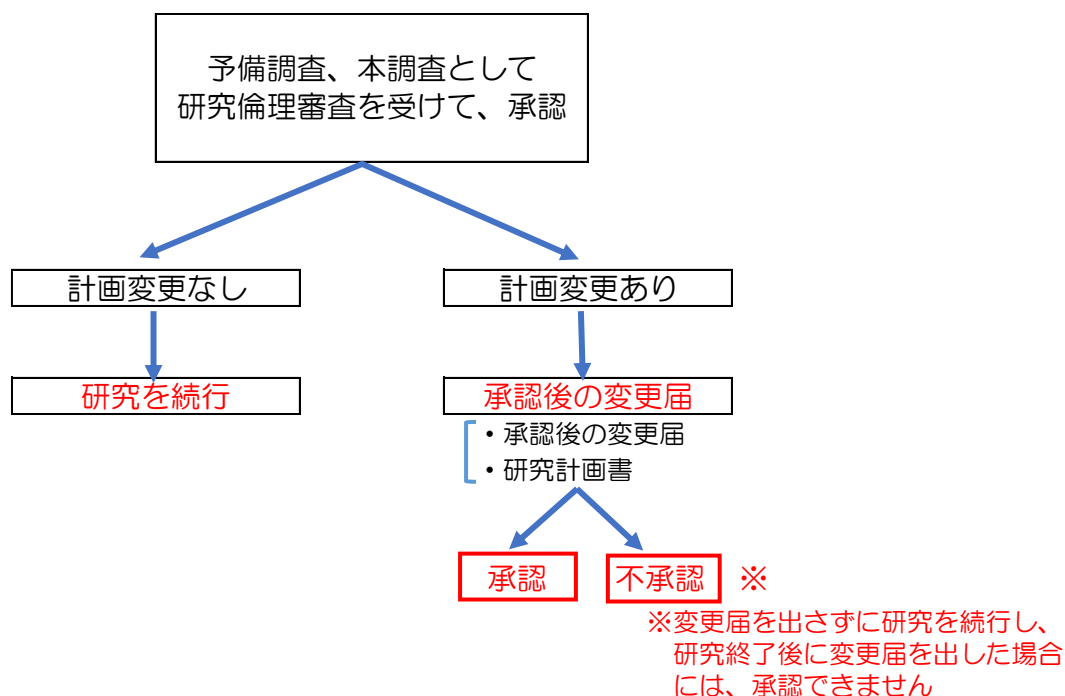 予備調査、本調査として
研究倫理審査を受けて、承認
計画変更なし
計画変更あり
研究を続行
承認後の変更届
・承認後の変更届
・研究計画書
承認
不承認 ※
※変更届を出さずに研究を続行し、
研究終了後に変更届を出した場合
には、承認できません